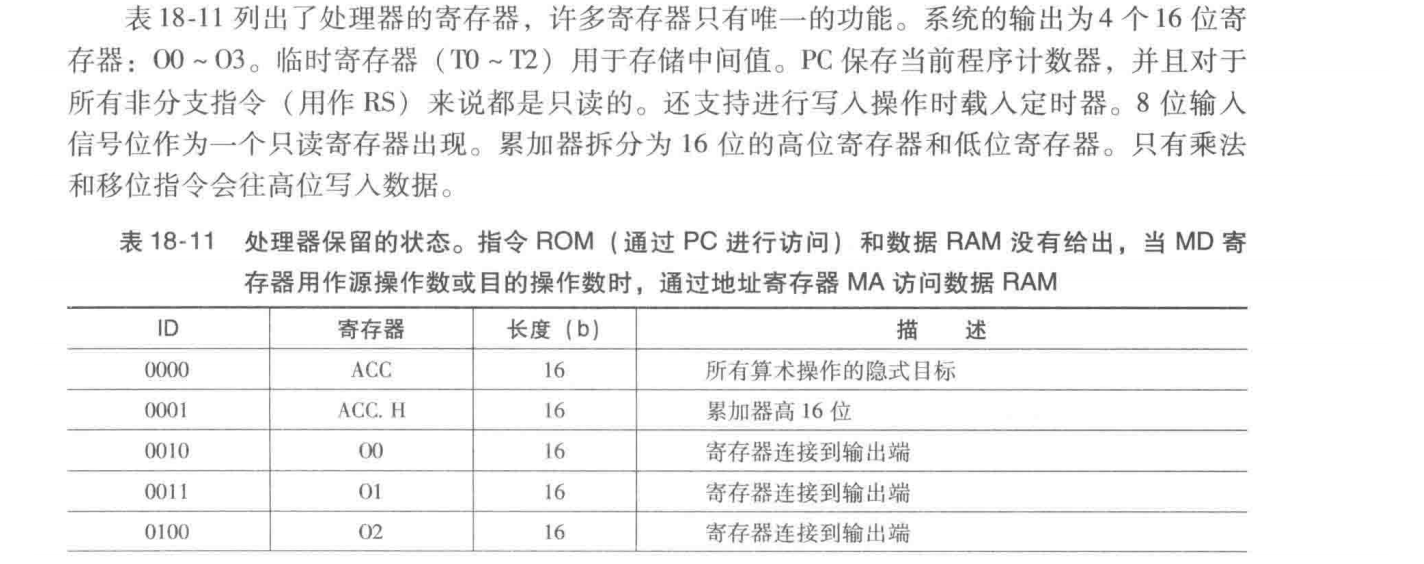 表 18-11 列出了处理器的寄存器，许多寄存器只有唯一的功能。系统的输出为 4 个 16 位寄
存器：O0 ~ O3。临时寄存器（T0 ~ T2）用于存储中间值。PC 保存当前程序计数器，并且对于
所有非分支指令（用作 RS）来说都是只读的。还支持进行写入操作时载入定时器。8 位输入
信号位作为一个只读寄存器出现。累加器拆分为 16 位的高位寄存器和低位寄存器。只有乘法
和移位指令会往高位写入数据。
表 18-11 处理器保留的状态。指令 ROM（通过 PC 进行访问）和数据 RAM 没有给出，当 MD 寄
存器用作源操作数或目的操作数时，通过地址寄存器 MA 访问数据 RAM
ID 寄存器 长度（b） 描 述
0000 ACC 16 所有算术操作的隐式目标
0001 ACC. H 16 累加器高 16 位
0010 O0 16 寄存器连接到输出端
0011 O1 16 寄存器连接到输出端
0100 O2 16 寄存器连接到输出端